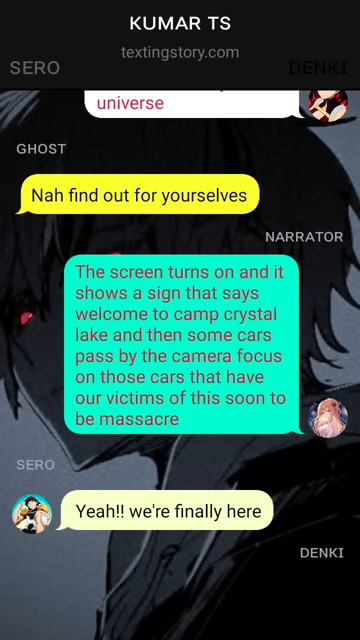 KUMAR TS
textingstory.com
SERO
DENKI
universe
GHOST
Nah find out for yourselves
NARRATOR
The screen turns on and it
shows a sign that says
welcome to camp crystal
lake and then some cars
pass by the camera focus
on those cars that have
our victims of this soon to
be massacre
SERO
Yeah!! we're finally here
DENKI